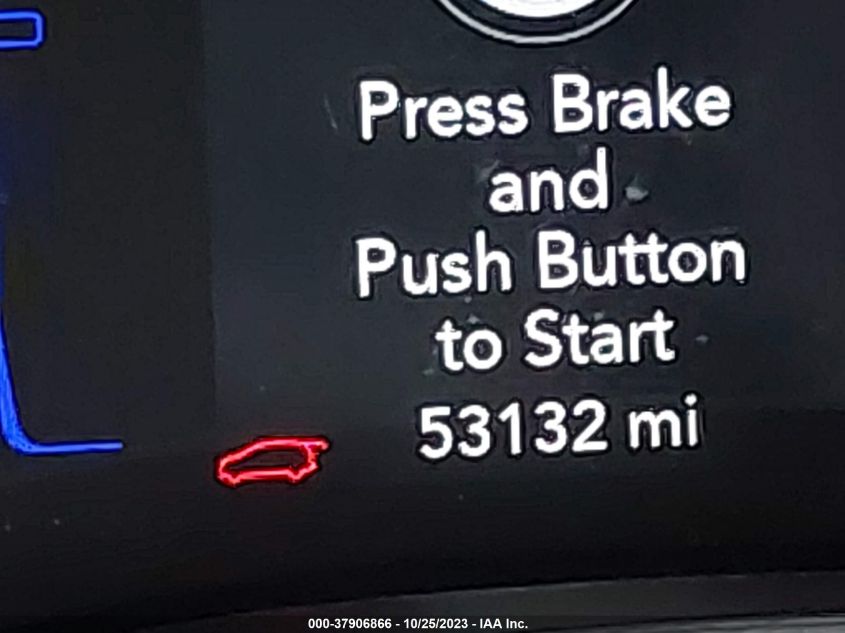 Press Brake
and
Push Button
to Start
53132 mi
000-37906866 - 10/25/2023 - IAA Inc.